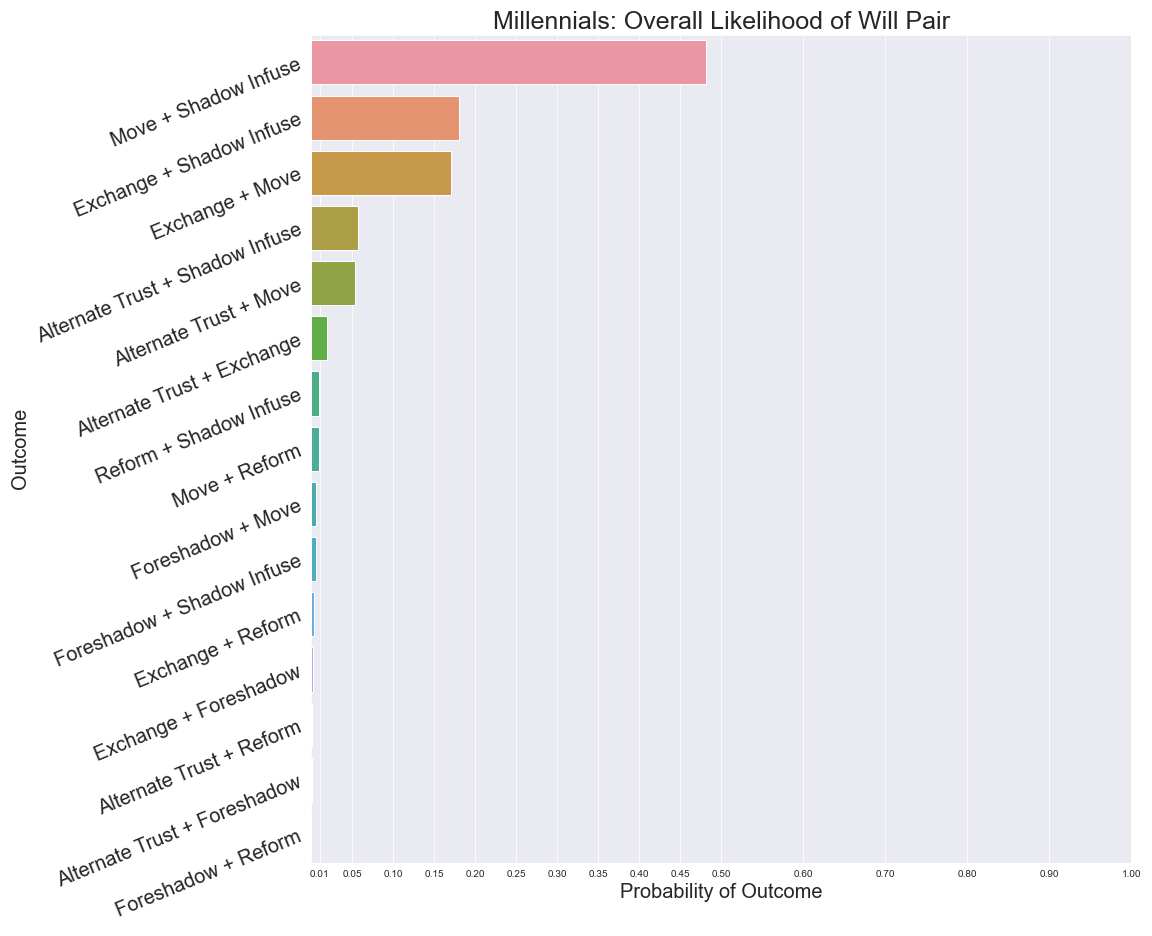 Millennials: Overall Likelihood of Will Pair
Outcome
Move + Shadow Infuse
Exchange + Shadow Infuse
Exchange + Move
Alternate Trust + Shadow Infuse
Alternate Trust + Move
Alternate Trust + Exchange
Reform + Shadow Infuse
Move + Reform
Foreshadow + Move
Foreshadow + Shadow Infuse
Exchange + Reform
Exchange + Foreshadow
Alternate Trust + Reform
Alternate Trust + Foreshadow
Foreshadow + Reform
0.01 0.05 0.10 0.15 0.20 0.25 0.30 0.35 0.40 0.45 0.50 0.60 0.70 0.80 0.90 1.00
Probability of Outcome